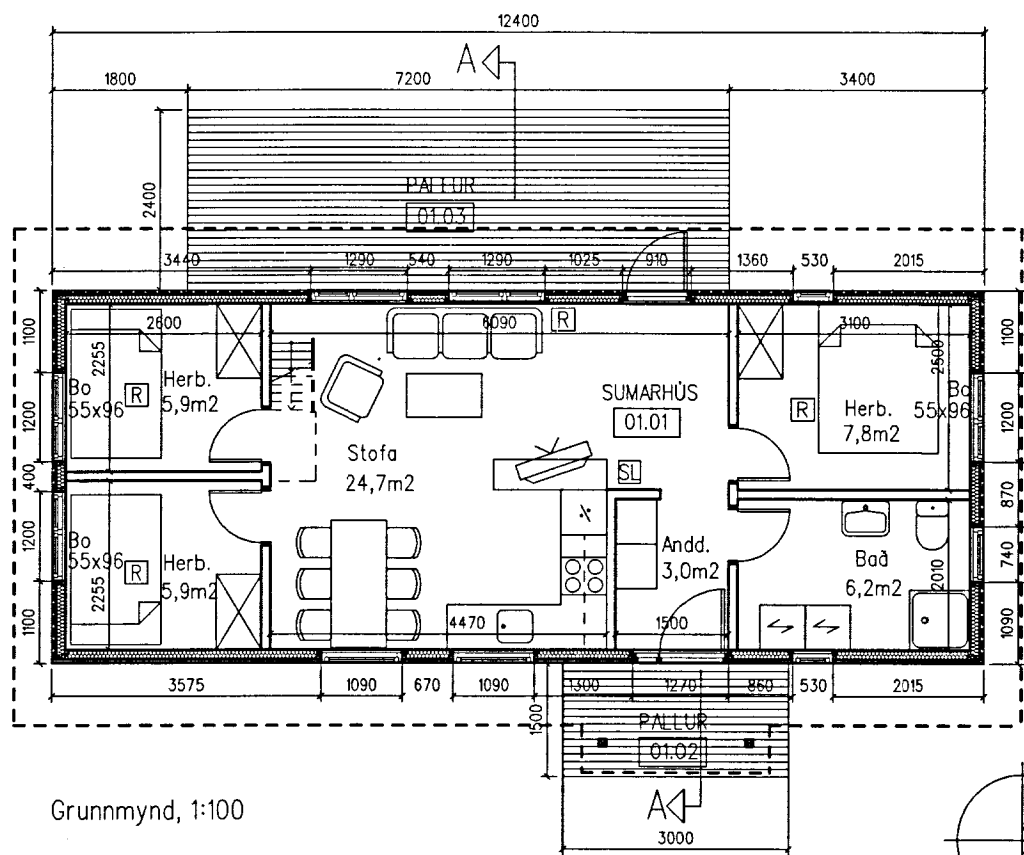 12400
A
1800 7200 3400
2400
PALLUR
01.03
3440 1290 540 1290 1025 910 1360 530 2015
1100 2600 6090 R 3100 1100
2255 2500
Bo Herb. SUMARHÚS Bo
55x96 R 5,9m2 01.01 R Herb. 55x96
1200 7,8m2 1200
Stofa
24,7m2 SL
400 870
1200
Bo Andd. Bað 740
55x96 R Herb. 3,0m2 6,2m2 2010
2255 5,9m2
1100 4470 1500 1090
3575 1090 670 1090 1300 1270 860 530 2015
1500
PALLUR
01.02
Grunnmynd, 1:100
A
3000